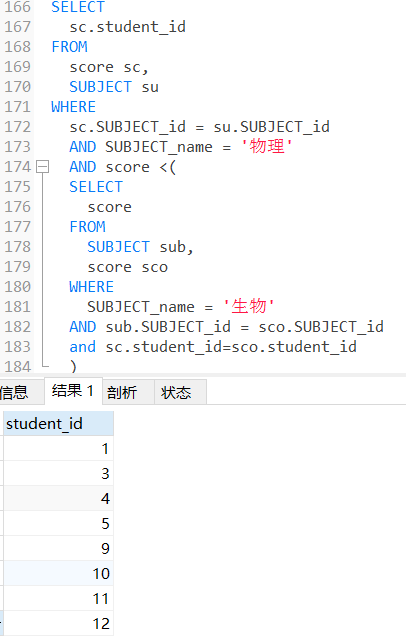 166 SELECT
167 sc.student_id
168 FROM
169 score sc,
170 SUBJECT su
171 WHERE
172 sc.SUBJECT_id = su.SUBJECT_id
173 AND SUBJECT_name = '物理'
174 AND score <(
175 SELECT
176 score
177 FROM
178 SUBJECT sub,
179 score sco
180 WHERE
181 SUBJECT_name = '生物'
182 AND sub.SUBJECT_id = sco.SUBJECT_id
183 and sc.student_id=sco.student_id
184 )
信息 结果 1 剖析 状态
student_id
1
3
4
5
9
10
11
12